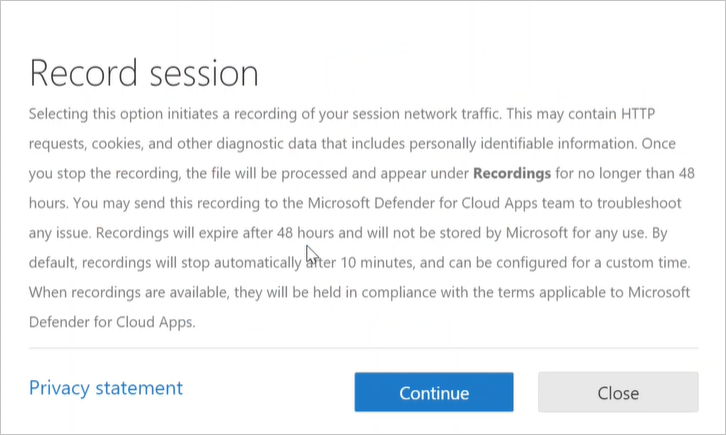 Record session
Selecting this option initiates a recording of your session network traffic. This may contain HTTP
requests, cookies, and other diagnostic data that includes personally identifiable information. Once
you stop the recording, the file will be processed and appear under Recordings for no longer than 48
hours. You may send this recording to the Microsoft Defender for Cloud Apps team to troubleshoot
any issue. Recordings will expire after 48 hours and will not be stored by Microsoft for any use. By
default, recordings will stop automatically after 10 minutes, and can be configured for a custom time.
When recordings are available, they will be held in compliance with the terms applicable to Microsoft
Defender for Cloud Apps.
Privacy statement
Continue
Close